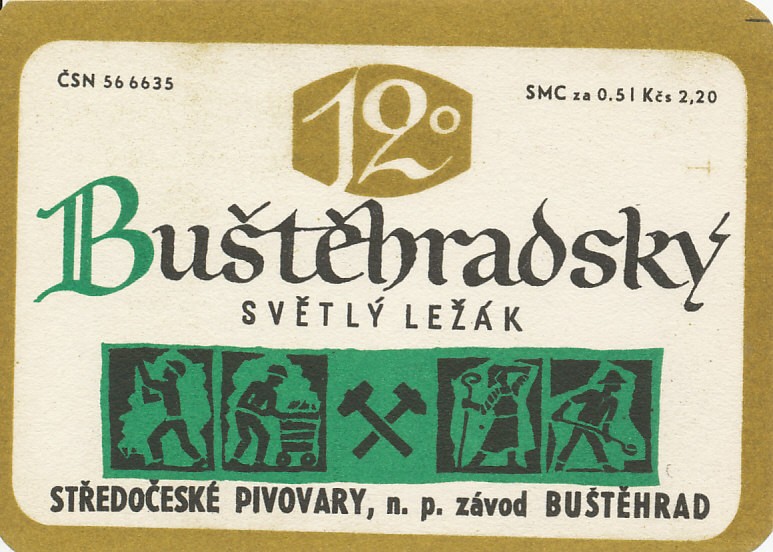 ČSN 56 6635
SMC za 0.5 l Kčs 2,20
12°
Buštěhradský
SVĚTLÝ LEŽÁK
STŘEDOČESKÉ PIVOVARY, n. p. závod BUŠTĚHRAD